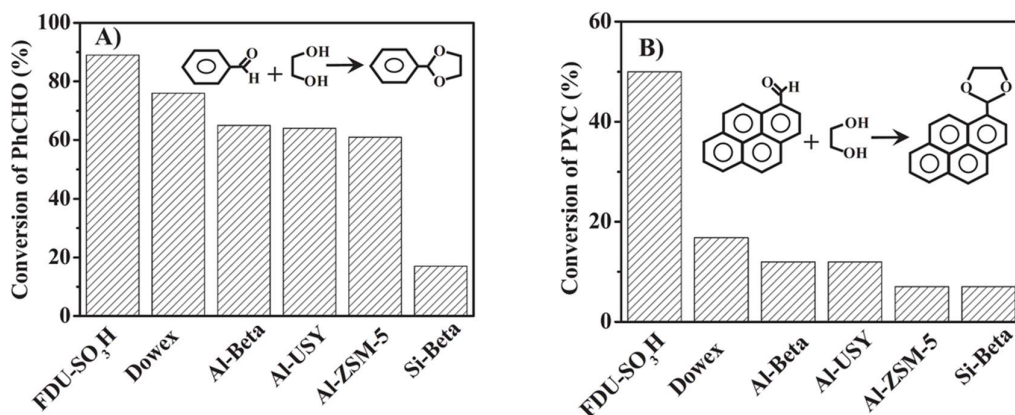 A)
Conversion of PhCHO (%)
100
80
60
40
20
0
O
H
+
OH
OH
O
O
FDU-SO3H
Dowex
Al-Beta
Al-USY
Al-ZSM-5
Si-Beta
B)
Conversion of PYC (%)
60
40
20
0
O
H
+
OH
OH
O
O
FDU-SO3H
Dowex
Al-Beta
Al-USY
Al-ZSM-5
Si-Beta